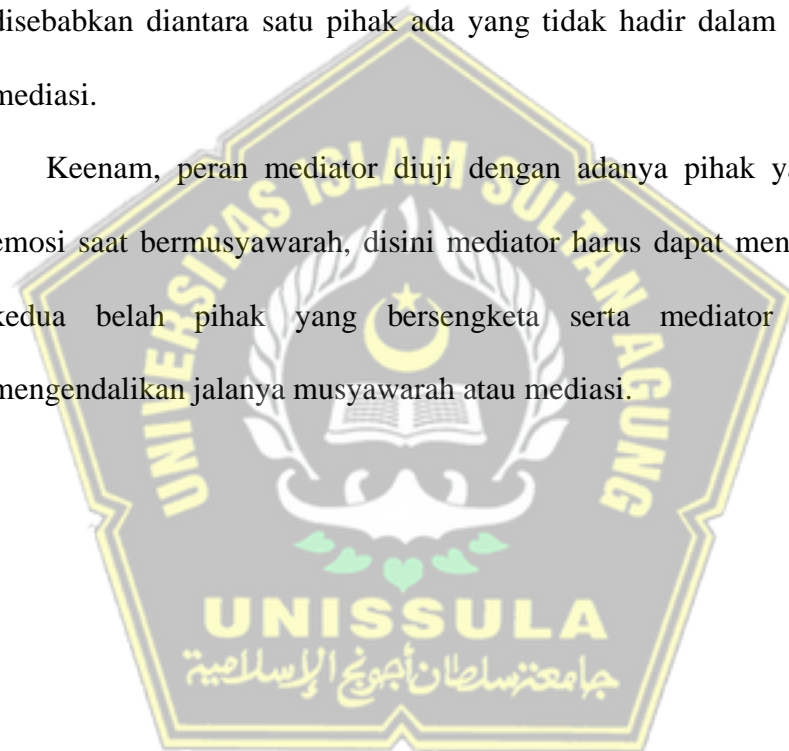 disebabkan diantara satu pihak ada yang tidak hadir dalam
mediasi.
Keenam, peran mediator diuji dengan adanya pihak
emosi saat bermusyawarah, disini mediator harus dapat
kedua belah pihak yang bersengketa serta mediator
mengendalikan jalanya musyawarah atau mediasi.
UNIVERSITAS ISLAM SULTAN AGUNG
UNISSULA
جامعة سلطان أجونج الإسلامية